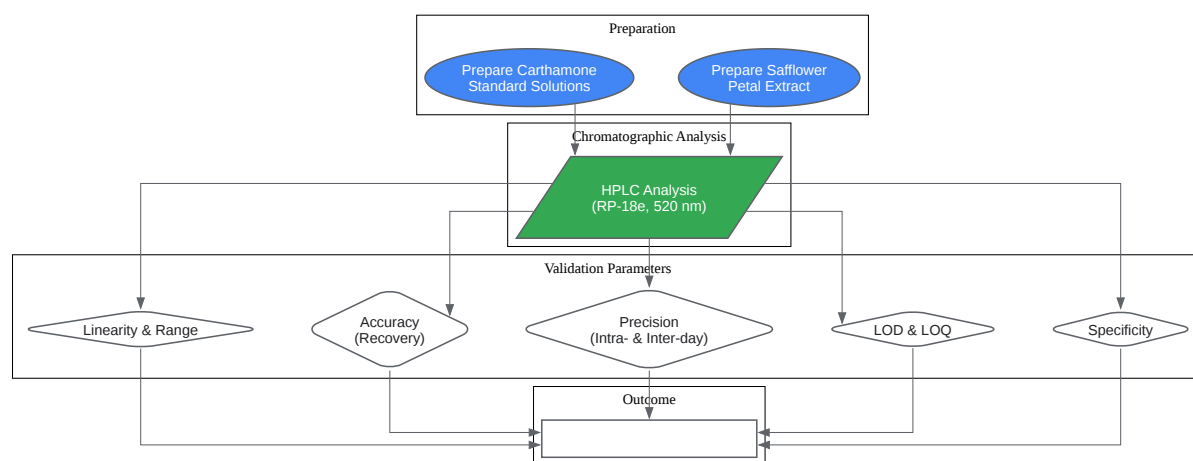 Preparation
Prepare Carthamone
Standard Solutions
Prepare Safflower
Petal Extract
Chromatographic Analysis
HPLC Analysis
(RP-18e, 520 nm)
Validation Parameters
Linearity & Range
Accuracy
(Recovery)
Precision
(Intra- & Inter-day)
LOD & LOQ
Specificity
Outcome